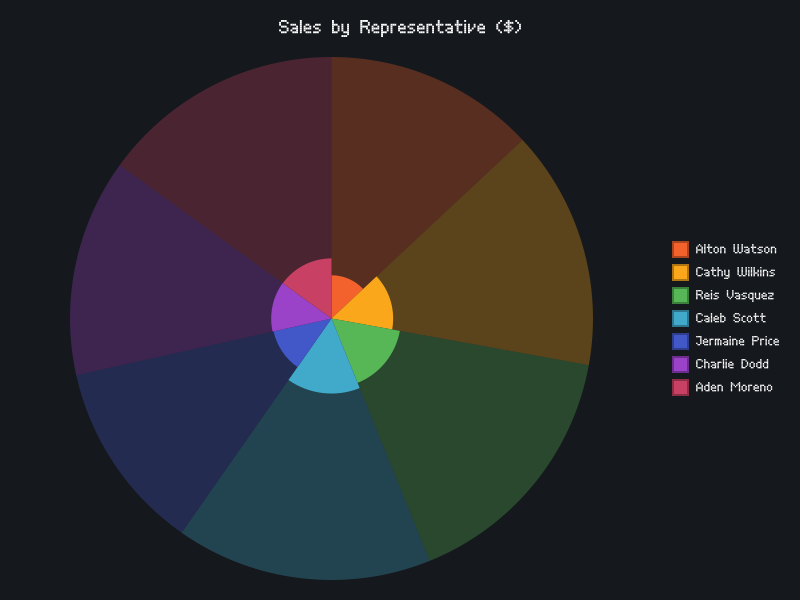 Sales by Representative ($)
Alton Watson
Cathy Wilkins
Reis Vasquez
Caleb Scott
Jermaine Price
Charlie Dodd
Aden Moreno